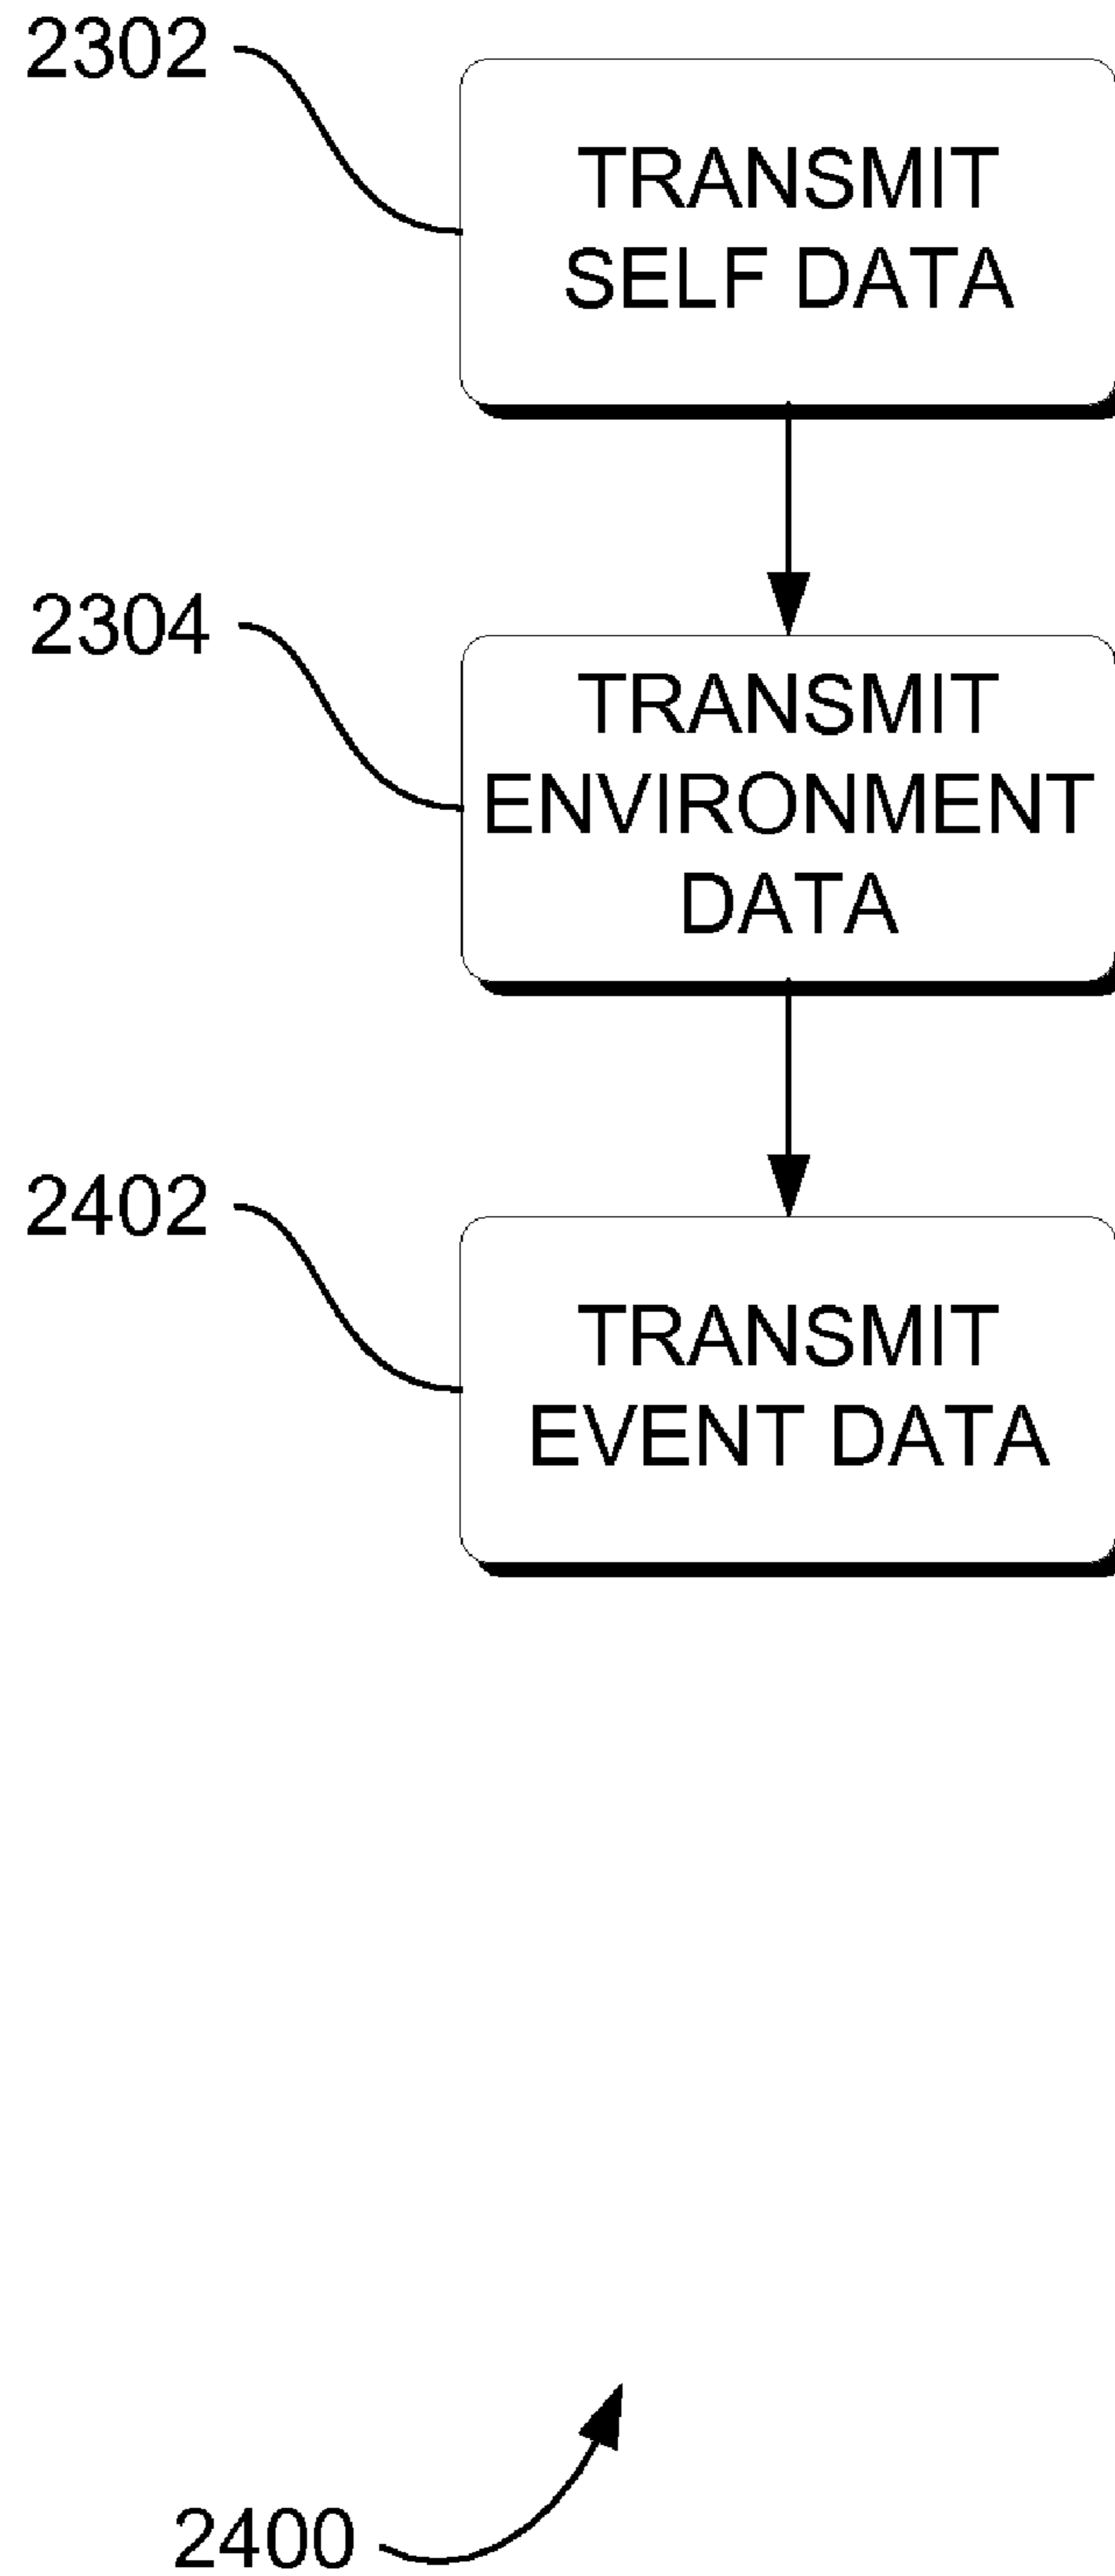 2302
TRANSMIT
SELF DATA
2304
TRANSMIT
ENVIRONMENT
DATA
2402
TRANSMIT
EVENT DATA
2400